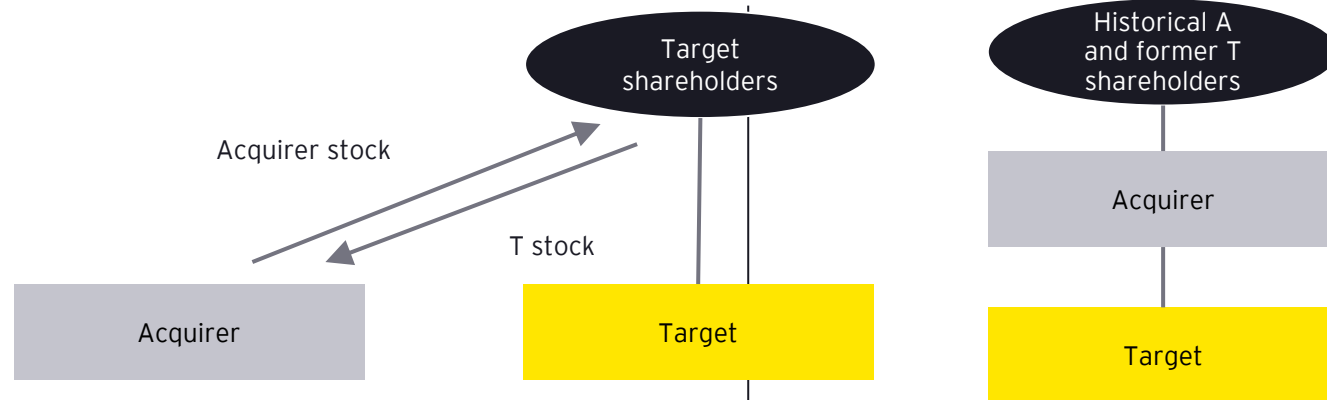 Target
shareholders
Acquirer stock
T stock
Acquirer
Target
Historical A
and former T
shareholders
Acquirer
Target